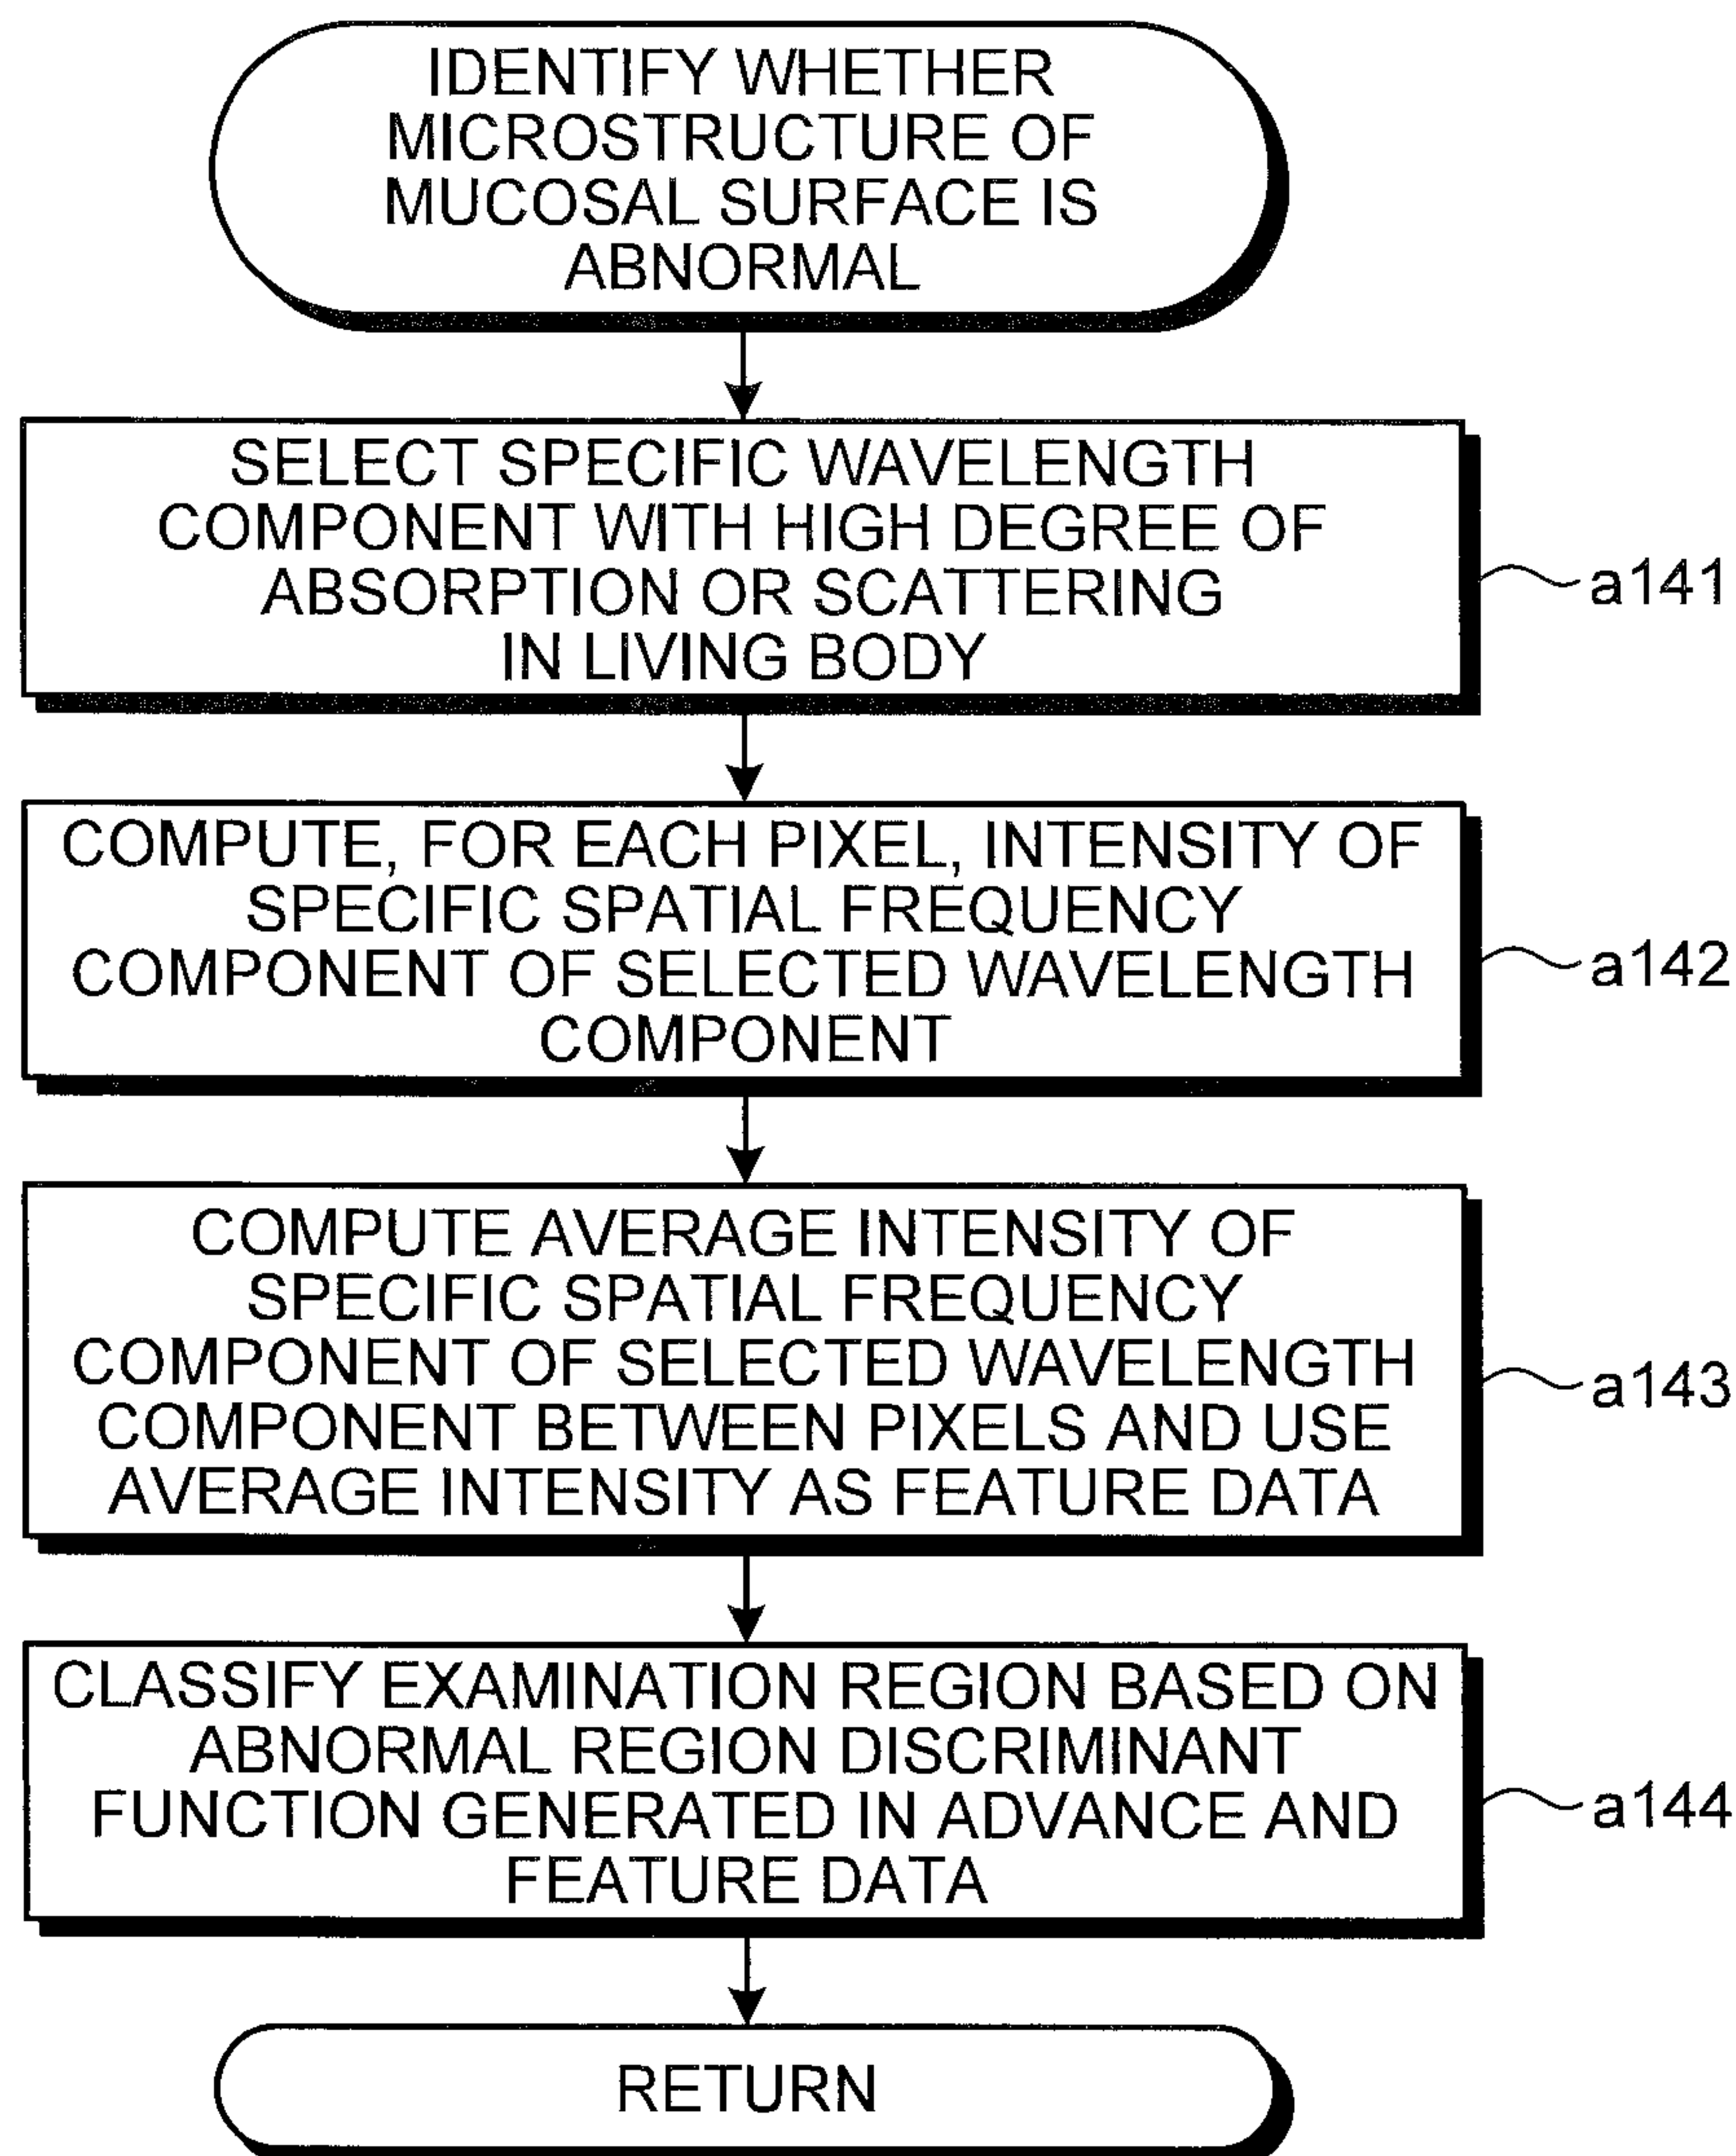 IDENTIFY WHETHER
MICROSTRUCTURE OF
MUCOSAL SURFACE IS
ABNORMAL
SELECT SPECIFIC WAVELENGTH
COMPONENT WITH HIGH DEGREE OF
ABSORPTION OR SCATTERING
IN LIVING BODY
a141
COMPUTE, FOR EACH PIXEL, INTENSITY OF
SPECIFIC SPATIAL FREQUENCY
COMPONENT OF SELECTED WAVELENGTH
COMPONENT
a142
COMPUTE AVERAGE INTENSITY OF
SPECIFIC SPATIAL FREQUENCY
COMPONENT OF SELECTED WAVELENGTH
COMPONENT BETWEEN PIXELS AND USE
AVERAGE INTENSITY AS FEATURE DATA
a143
CLASSIFY EXAMINATION REGION BASED ON
ABNORMAL REGION DISCRIMINANT
FUNCTION GENERATED IN ADVANCE AND
FEATURE DATA
a144
RETURN